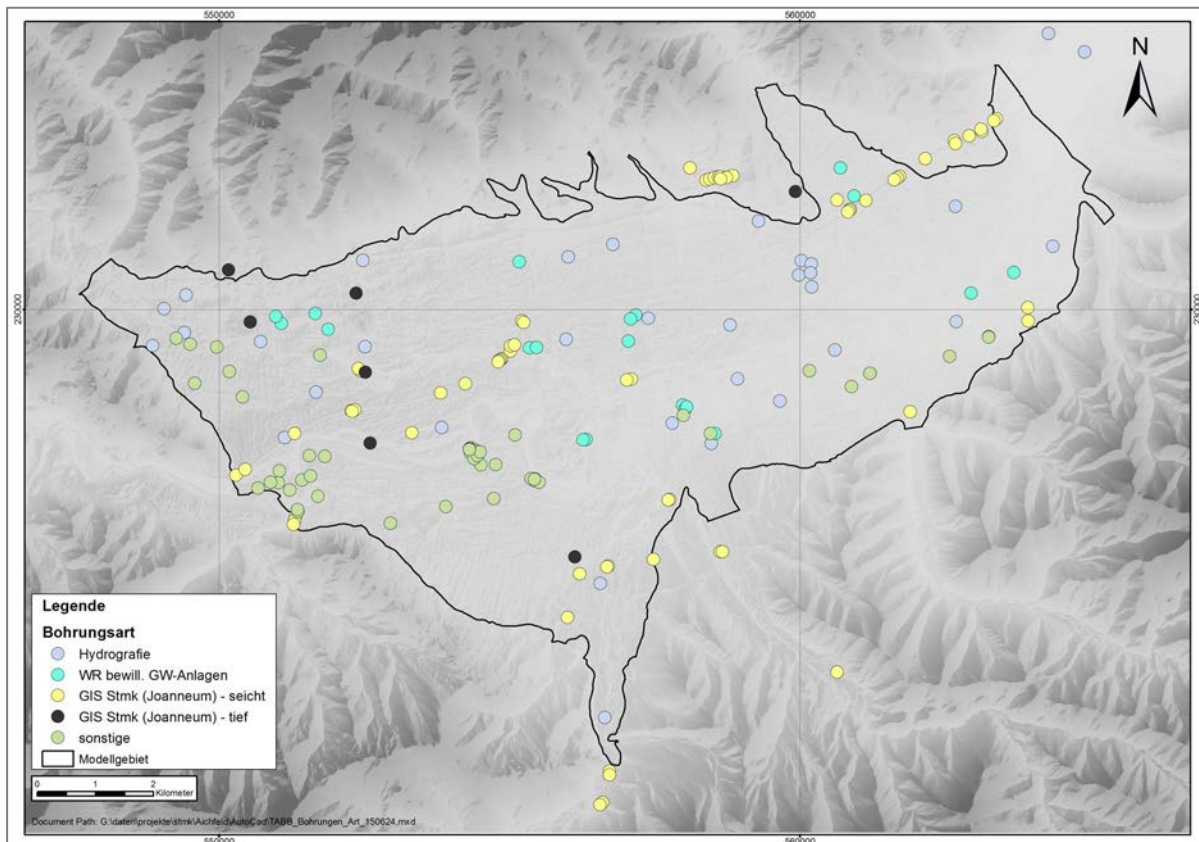 550000
560000
N
230000
230000
Legende
Bohrungsart
Hydrografie
WR bewill. GW-Anlagen
GIS Stmk (Joanneum) - seicht
GIS Stmk (Joanneum) - tief
sonstige
Modellgebiet
0 1 2
Kilometer
Document Path: G:\daten\projekte\stmk\Aichfeld\AutoCad\TABB_Bohrungen_Art_150624.mxd
550000
560000